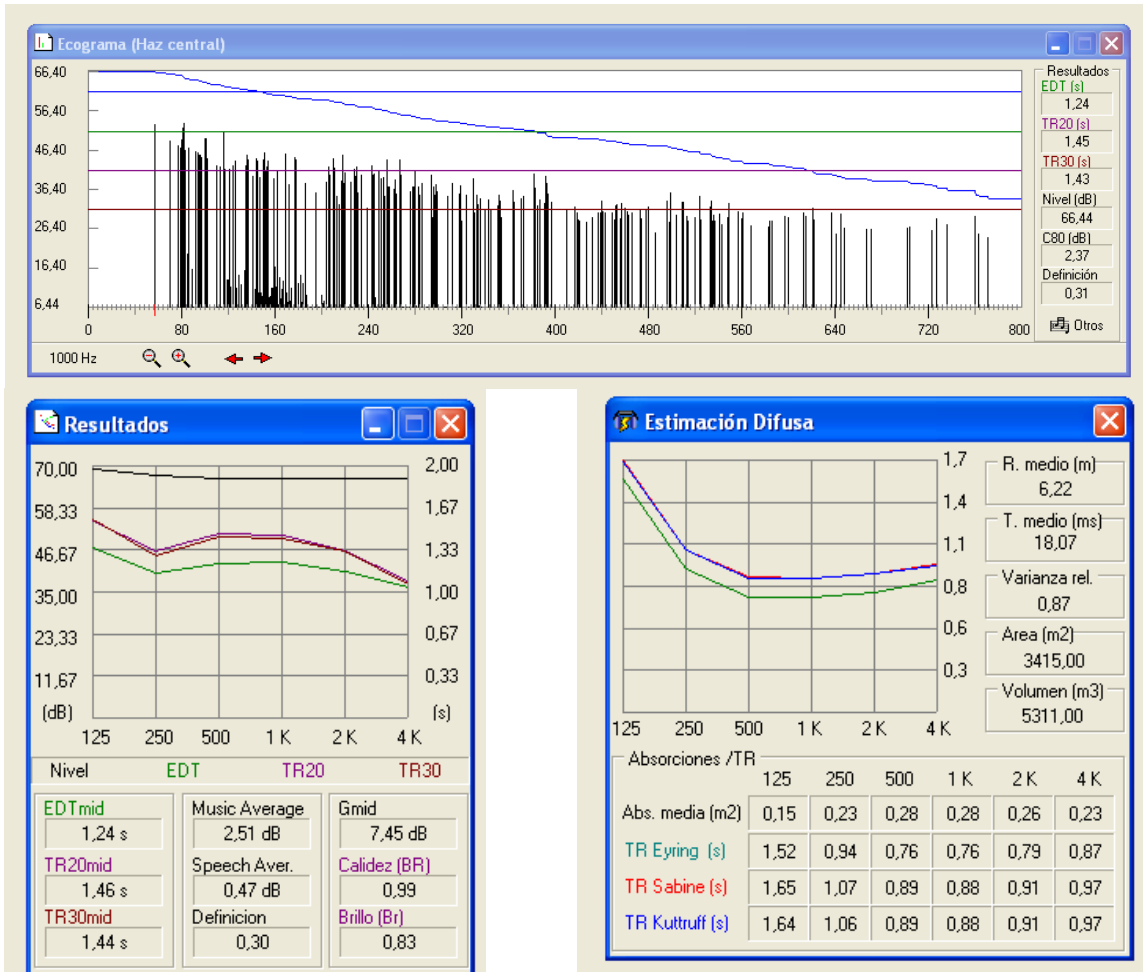 Ecograma (Haz central)
66,40
56,40
46,40
36,40
26,40
16,40
6,44
0 80 160 240 320 400 480 560 640 720 800
1000 Hz
Resultados
EDT (s)
1,24
TR20 (s)
1,45
TR30 (s)
1,43
Nivel (dB)
66,44
C80 (dB)
2,37
Definición
0,31
Otros
Resultados
70,00 2,00
58,33 1,67
46,67 1,33
35,00 1,00
23,33 0,67
11,67 0,33
(dB) (s)
125 250 500 1 K 2 K 4 K
Nivel EDT TR20 TR30
EDTmid
1,24 s
TR20mid
1,46 s
TR30mid
1,44 s
Music Average
2,51 dB
Speech Aver.
0,47 dB
Definicion
0,30
Gmid
7,45 dB
Calidez (BR)
0,99
Brillo (Br)
0,83
Estimación Difusa
1,7
1,4
1,1
0,8
0,6
0,3
125 250 500 1 K 2 K 4 K
R. medio (m)
6,22
T. medio (ms)
18,07
Varianza rel.
0,87
Area (m2)
3415,00
Volumen (m3)
5311,00
Absorciones /TR
125 250 500 1 K 2 K 4 K
Abs. media (m2) 0,15 0,23 0,28 0,28 0,26 0,23
TR Eyring (s) 1,52 0,94 0,76 0,76 0,79 0,87
TR Sabine (s) 1,65 1,07 0,89 0,88 0,91 0,97
TR Kuttruff (s) 1,64 1,06 0,89 0,88 0,91 0,97